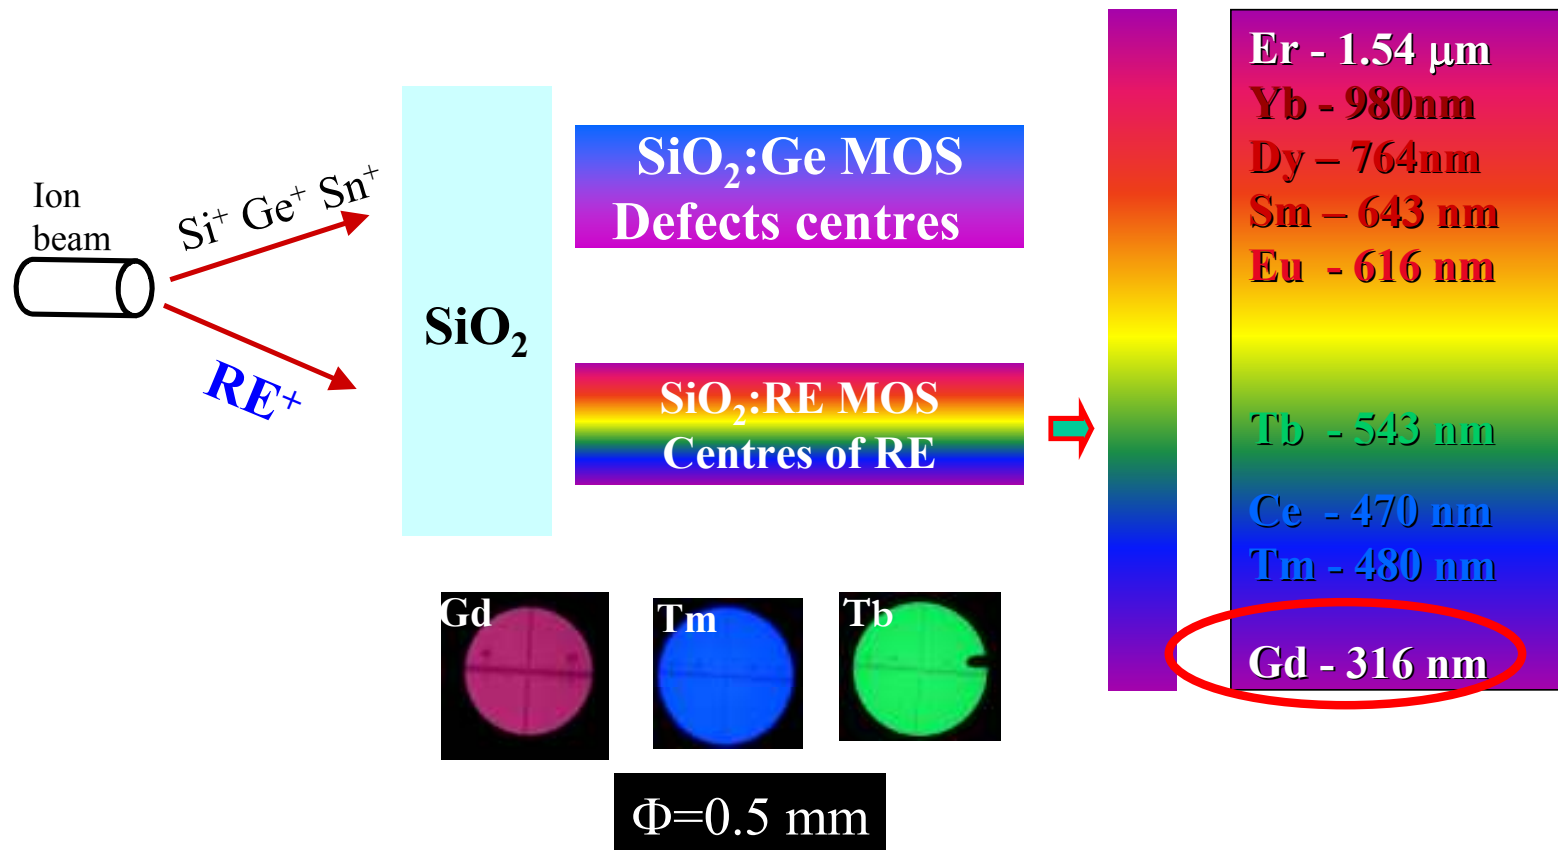 Ion
beam
Si⁺ Ge⁺ Sn⁺
RE⁺
SiO₂
SiO₂:Ge MOS
Defects centres
SiO₂:RE MOS
Centres of RE
Er - 1.54 μm
Yb - 980nm
Dy – 764nm
Sm – 643 nm
Eu - 616 nm
Tb - 543 nm
Ce - 470 nm
Tm - 480 nm
Gd - 316 nm
Gd
Tm
Tb
Φ=0.5 mm